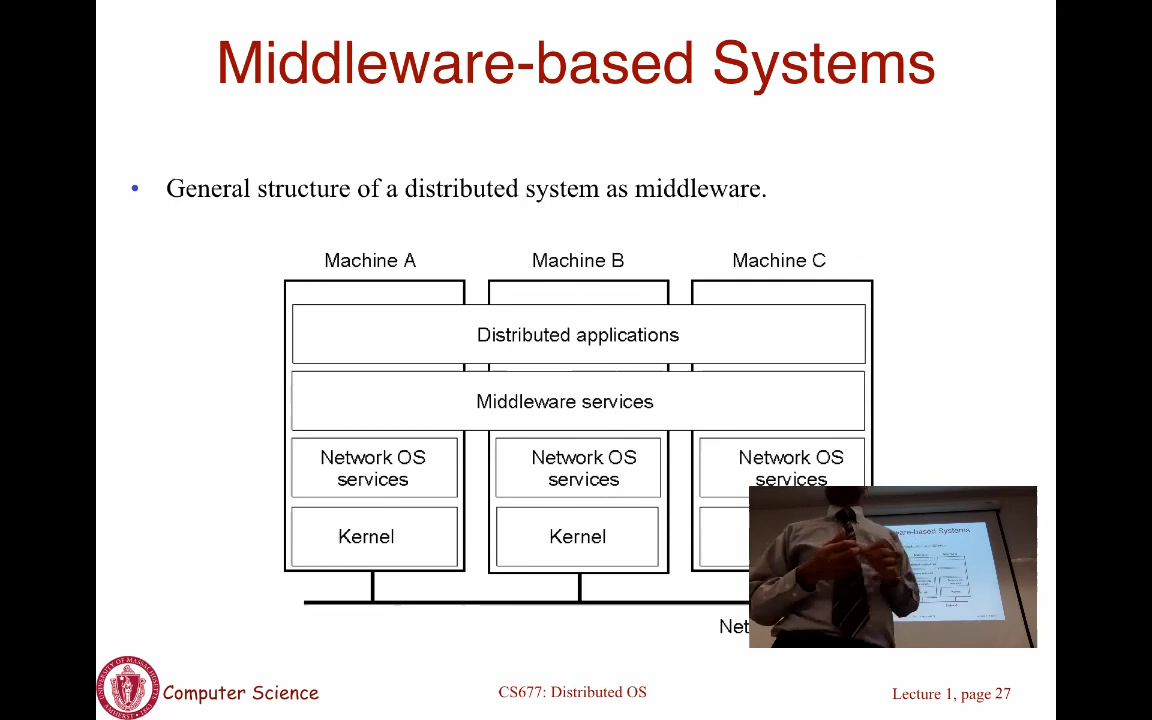 Middleware-based Systems
• General structure of a distributed system as middleware.
Machine A
Machine B
Machine C
Distributed applications
Middleware services
Network OS
services
Network OS
services
Network OS
services
Kernel
Kernel
Net
Computer Science
CS677: Distributed OS
Lecture 1, page 27